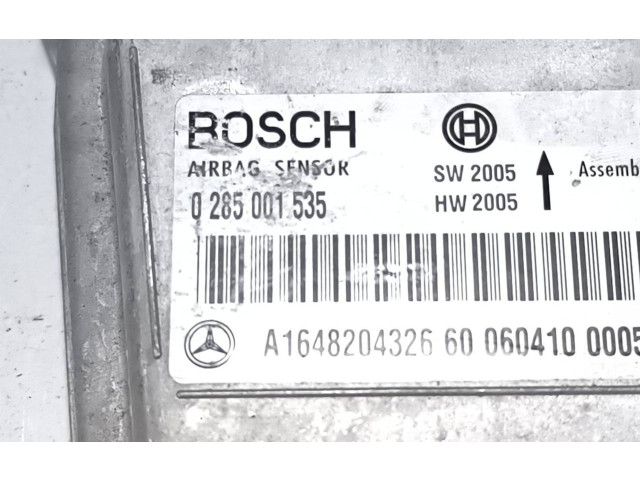 BOSCH
AIRBAG SENSOR SW 2005 Assemb
0 285 001 535 HW 2005
A1648204326 60 060410 0005